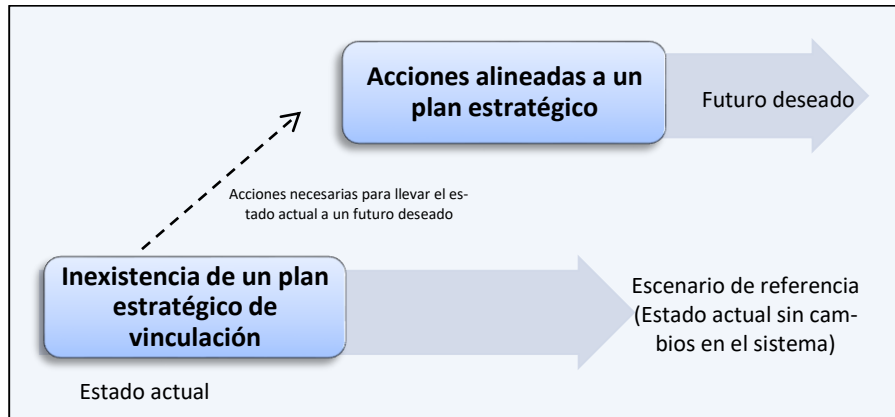 Acciones alineadas a un
plan estratégico
Futuro deseado
Acciones necesarias para llevar el es-
tado actual a un futuro deseado
Inexistencia de un plan
estratégico de
vinculación
Escenario de referencia
(Estado actual sin cam-
bios en el sistema)
Estado actual